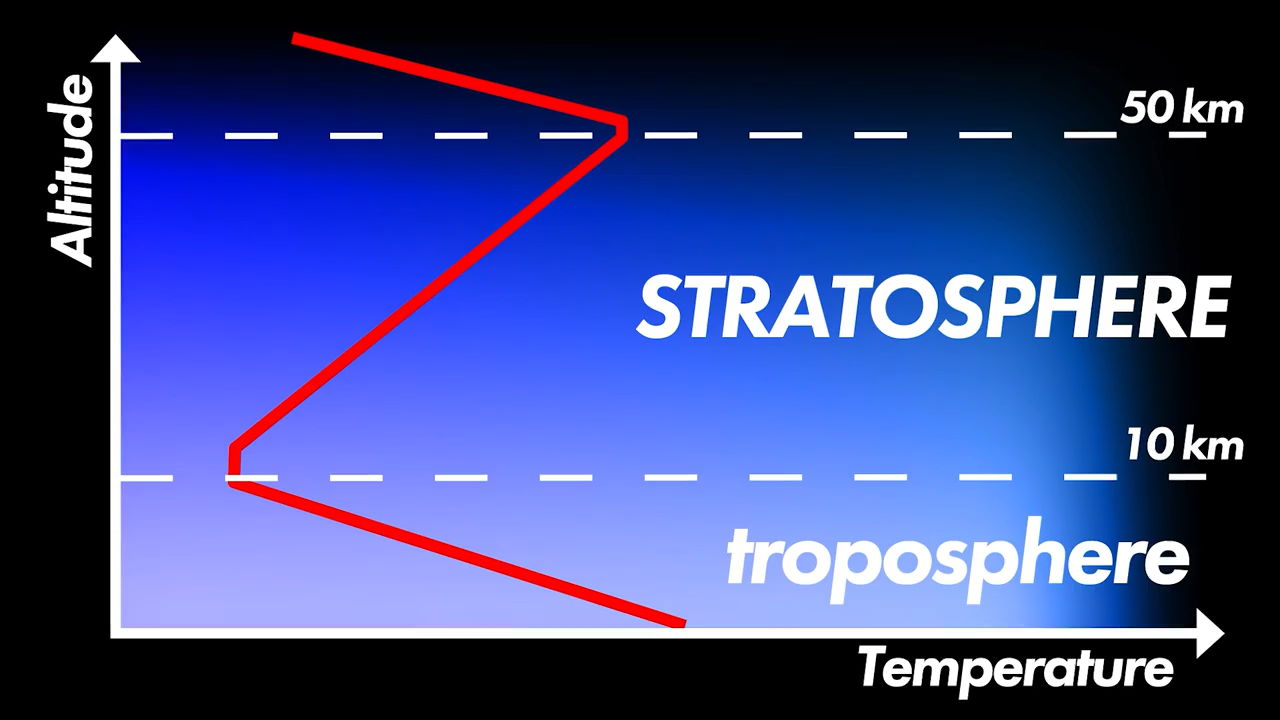 Altitude
50 km
STRATOSPHERE
10 km
troposphere
Temperature